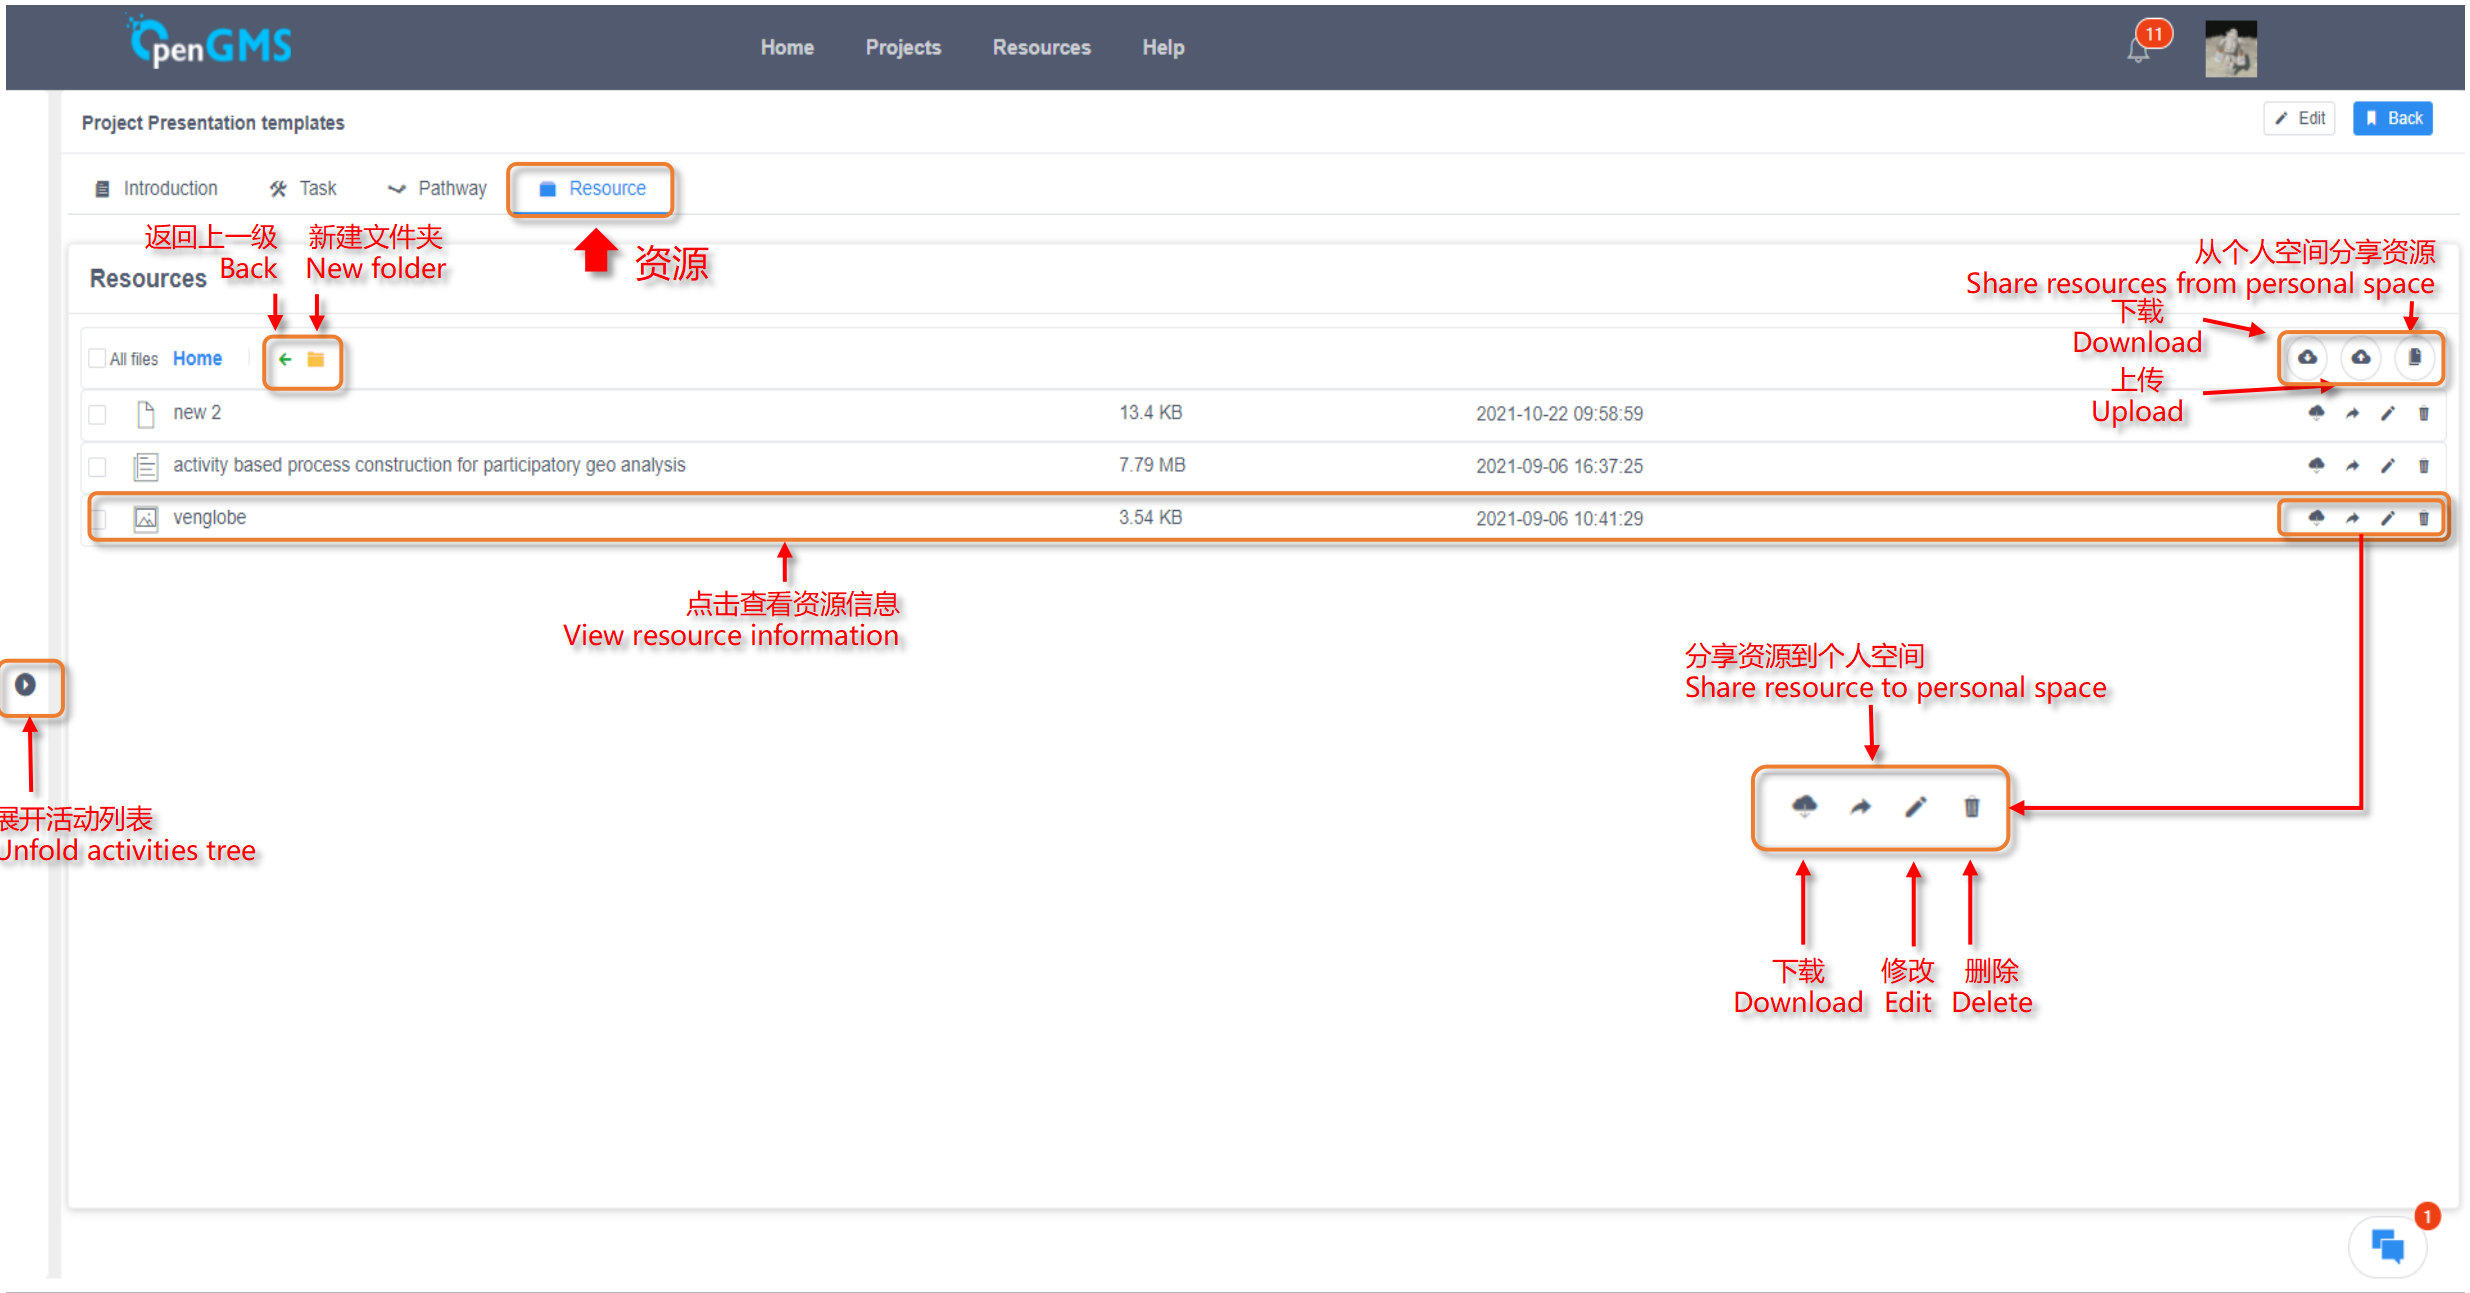 OpenGMS
Home Projects Resources Help
11
Project Presentation templates
Edit Back
Introduction Task Pathway Resource
返回上一级
Back
新建文件夹
New folder
资源
从个人空间分享资源
Share resources from personal space
Resources
下载
Download
All files Home
上传
Upload
new 2 13.4 KB 2021-10-22 09:58:59
activity based process construction for participatory geo analysis 7.79 MB 2021-09-06 16:37:25
venglobe 3.54 KB 2021-09-06 10:41:29
点击查看资源信息
View resource information
分享资源到个人空间
Share resource to personal space
展开活动列表
Unfold activities tree
下载
Download
修改
Edit
删除
Delete
1